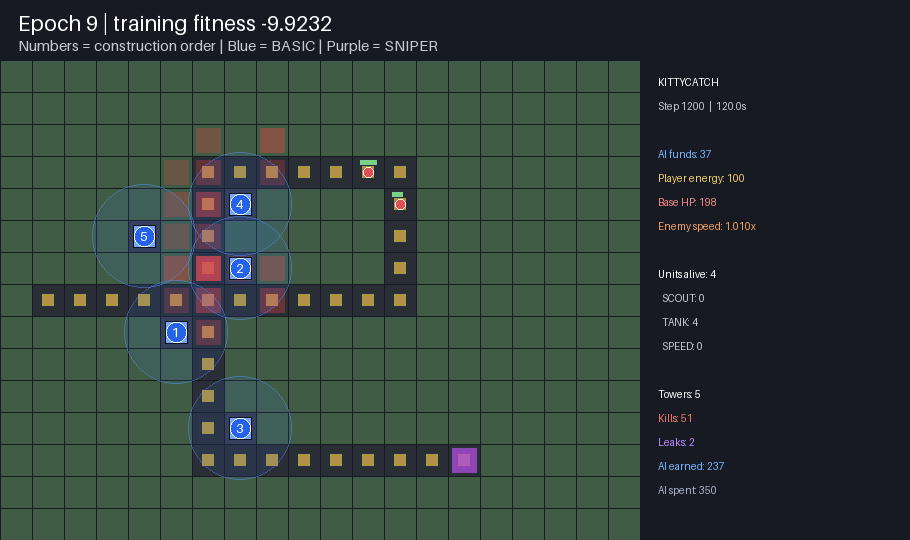 Epoch 9 | training fitness -9.9232
Numbers = construction order | Blue = BASIC | Purple = SNIPER
KITTYCATCH
Step 1200 | 120.0s
AI funds: 37
Player energy: 100
Base HP: 198
Enemy speed: 1.010x
Units alive: 4
SCOUT: 0
TANK: 4
SPEED: 0
Towers: 5
Kills: 51
Leaks: 2
AI earned: 237
AI spent: 350
4
5
2
1
3